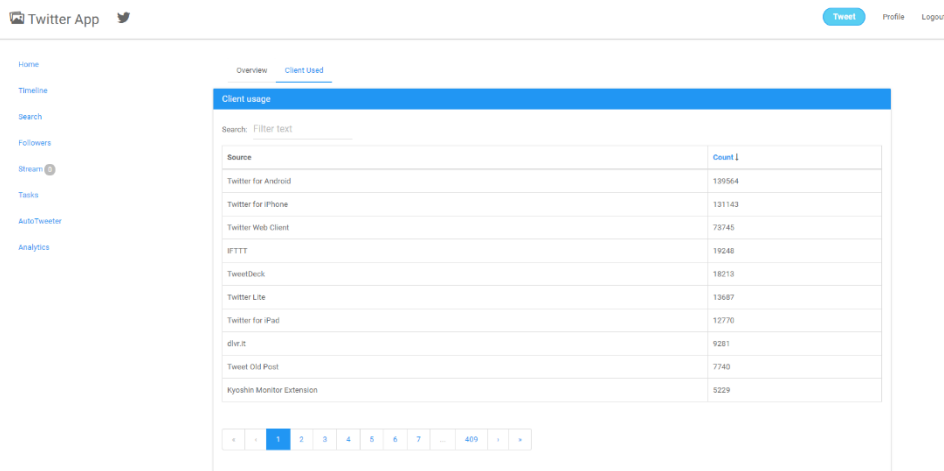 Twitter App
Tweet Profile Logout
Home
Timeline
Search
Followers
Stream 0
Tasks
AutoTweeter
Analytics
Overview Client Used
Client usage
Search: Filter text
Source Count
Twitter for Android 139564
Twitter for iPhone 131143
Twitter Web Client 73745
IFTTT 19248
TweetDeck 18213
Twitter Lite 13687
Twitter for iPad 12770
dlvr.it 9281
Tweet Old Post 7740
Kyoshin Monitor Extension 5229
« ‹ 1 2 3 4 5 6 7 ... 409 › »